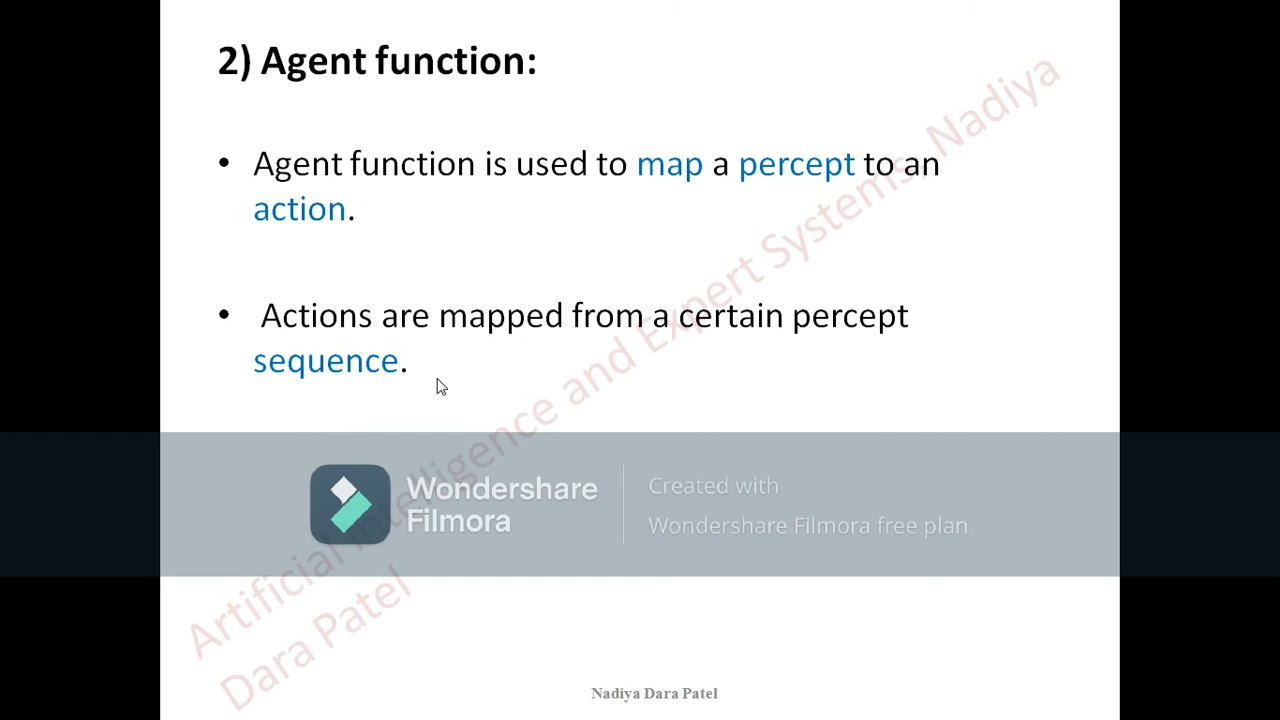 2) Agent function:
• Agent function is used to map a percept to an
action.
• Actions are mapped from a certain percept
sequence.
Wondershare
Filmora
Created with
Wondershare Filmora free plan
Artificial Intelligence and Expert Systems, Nadiya
Dara Patel
Nadiya Dara Patel